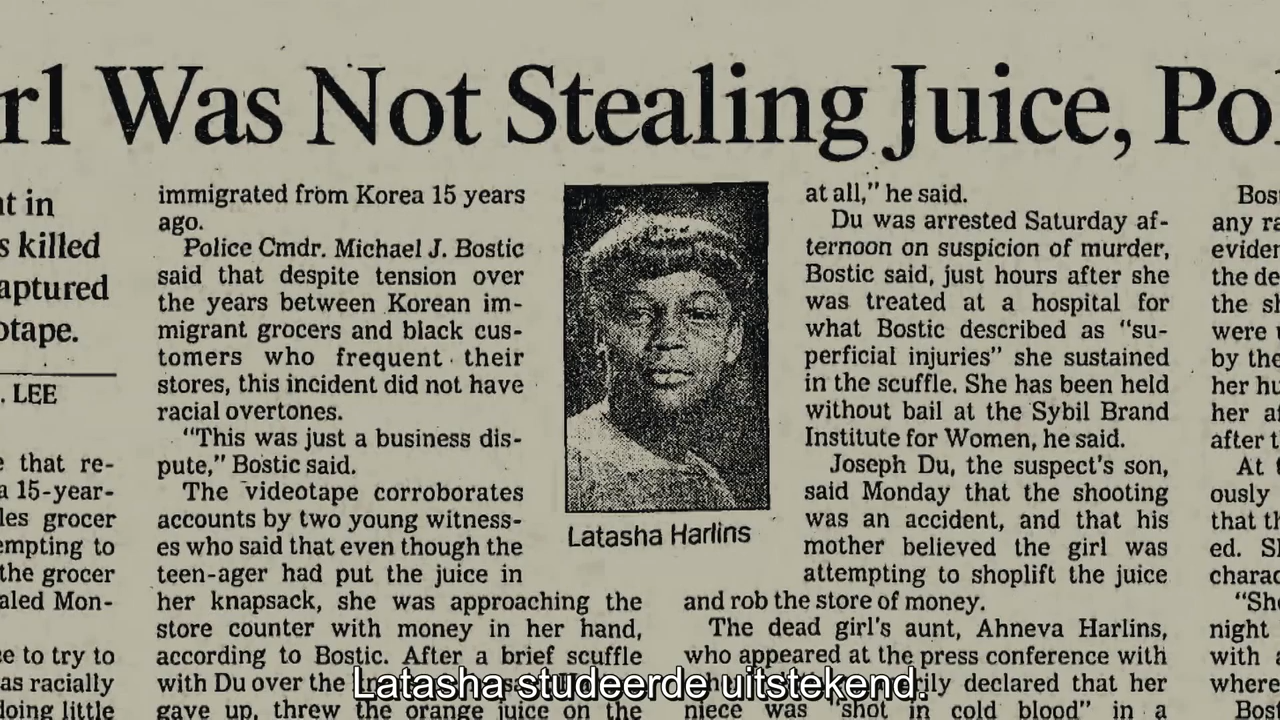 rl Was Not Stealing Juice, Po
t in
s killed
aptured
otape.
. LEE
e that re-
a 15-year-
les grocer
empting to
the grocer
aled Mon-
e to try to
as racially
doing little
immigrated from Korea 15 years
ago.
Police Cmdr. Michael J. Bostic
said that despite tension over
the years between Korean im-
migrant grocers and black cus-
tomers who frequent their
stores, this incident did not have
racial overtones.
"This was just a business dis-
pute," Bostic said.
The videotape corroborates
accounts by two young witness-
es who said that even though the
teen-ager had put the juice in
her knapsack, she was approaching the
store counter with money in her hand,
according to Bostic. After a brief scuffle
with Du over the
gave up, threw the orange juice on the
Latasha Harlins
at all," he said.
Du was arrested Saturday af-
ternoon on suspicion of murder,
Bostic said, just hours after she
was treated at a hospital for
what Bostic described as "su-
perficial injuries" she sustained
in the scuffle. She has been held
without bail at the Sybil Brand
Institute for Women, he said.
Joseph Du, the suspect's son,
said Monday that the shooting
was an accident, and that his
mother believed the girl was
attempting to shoplift the juice
and rob the store of money.
The dead girl's aunt, Ahneva Harlins,
who appeared at the press conference with
declared that her
niece was "shot in cold blood" in a
Bos
any ra
eviden
the de
the sh
were
by the
her hu
her af
after t
At
ously
that th
ed. S
charac
"She
night
with a
where
Bost
Latasha studeerde uitstekend.